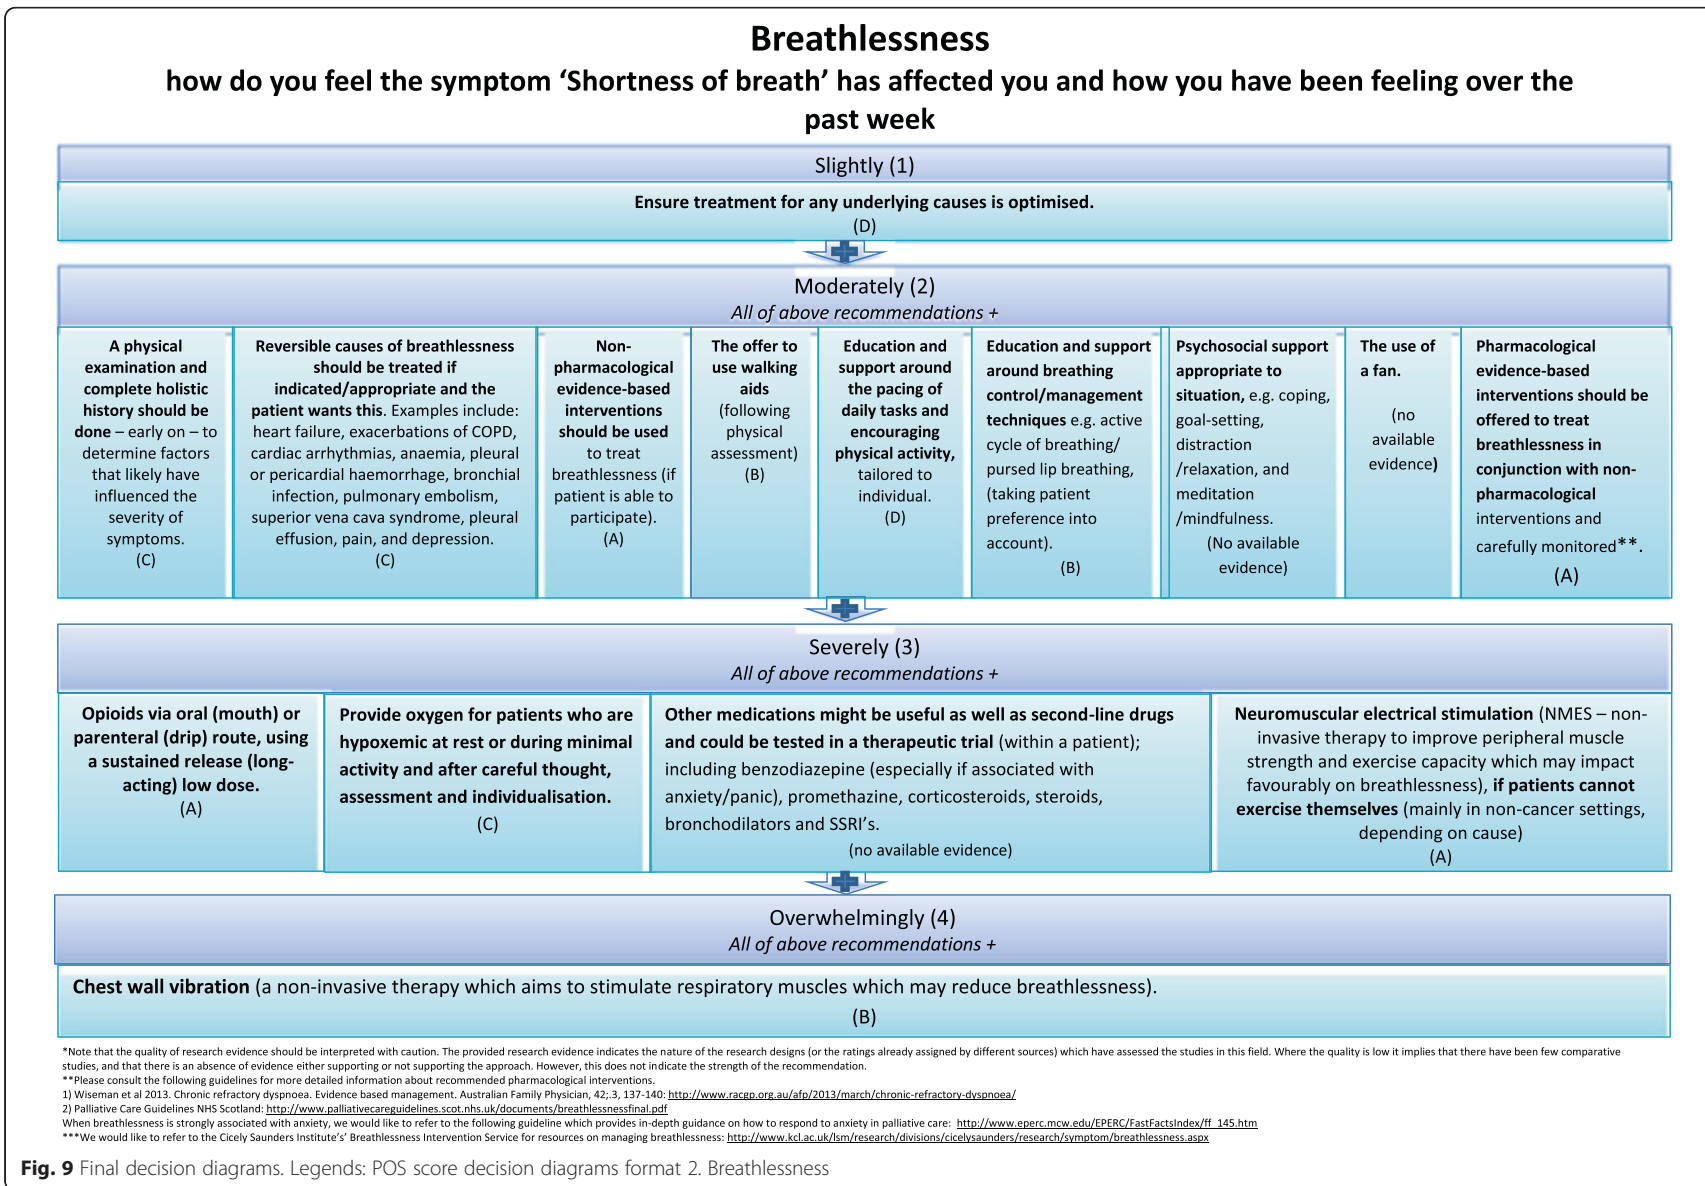 Breathlessness
how do you feel the symptom ‘Shortness of breath’ has affected you and how you have been feeling over the
past week
Slightly (1)
Ensure treatment for any underlying causes is optimised.
(D)
Moderately (2)
All of above recommendations +
A physical
examination and
complete holistic
history should be
done – early on – to
determine factors
that likely have
influenced the
severity of
symptoms.
(C)
Reversible causes of breathlessness
should be treated if
indicated/appropriate and the
patient wants this. Examples include:
heart failure, exacerbations of COPD,
cardiac arrhythmias, anaemia, pleural
or pericardial haemorrhage, bronchial
infection, pulmonary embolism,
superior vena cava syndrome, pleural
effusion, pain, and depression.
(C)
Non-
pharmacological
evidence-based
interventions
should be used
to treat
breathlessness (if
patient is able to
participate).
(A)
The offer to
use walking
aids
(following
physical
assessment)
(B)
Education and
support around
the pacing of
daily tasks and
encouraging
physical activity,
tailored to
individual.
(D)
Education and support
around breathing
control/management
techniques e.g. active
cycle of breathing/
pursed lip breathing,
(taking patient
preference into
account).
(B)
Psychosocial support
appropriate to
situation, e.g. coping,
goal-setting,
distraction
/relaxation, and
meditation
/mindfulness.
(No available
evidence)
The use of
a fan.
(no
available
evidence)
Pharmacological
evidence-based
interventions should be
offered to treat
breathlessness in
conjunction with non-
pharmacological
interventions and
carefully monitored**.
(A)
Severely (3)
All of above recommendations +
Opioids via oral (mouth) or
parenteral (drip) route, using
a sustained release (long-
acting) low dose.
(A)
Provide oxygen for patients who are
hypoxemic at rest or during minimal
activity and after careful thought,
assessment and individualisation.
(C)
Other medications might be useful as well as second-line drugs
and could be tested in a therapeutic trial (within a patient);
including benzodiazepine (especially if associated with
anxiety/panic), promethazine, corticosteroids, steroids,
bronchodilators and SSRI’s.
(no available evidence)
Neuromuscular electrical stimulation (NMES – non-
invasive therapy to improve peripheral muscle
strength and exercise capacity which may impact
favourably on breathlessness), if patients cannot
exercise themselves (mainly in non-cancer settings,
depending on cause)
(A)
Overwhelmingly (4)
All of above recommendations +
Chest wall vibration (a non-invasive therapy which aims to stimulate respiratory muscles which may reduce breathlessness).
(B)
*Note that the quality of research evidence should be interpreted with caution. The provided research evidence indicates the nature of the research designs (or the ratings already assigned by different sources) which have assessed the studies in this field. Where the quality is low it implies that there have been few comparative
studies, and that there is an absence of evidence either supporting or not supporting the approach. However, this does not indicate the strength of the recommendation.
**Please consult the following guidelines for more detailed information about recommended pharmacological interventions.
1) Wiseman et al 2013. Chronic refractory dyspnoea. Evidence based management. Australian Family Physician, 42;.3, 137-140: http://www.racgp.org.au/afp/2013/march/chronic-refractory-dyspnoea/
2) Palliative Care Guidelines NHS Scotland: http://www.palliativecareguidelines.scot.nhs.uk/documents/breathlessnessfinal.pdf
When breathlessness is strongly associated with anxiety, we would like to refer to the following guideline which provides in-depth guidance on how to respond to anxiety in palliative care: http://www.eperc.mcw.edu/EPERC/FastFactsIndex/ff_145.htm
***We would like to refer to the Cicely Saunders Institute’s’ Breathlessness Intervention Service for resources on managing breathlessness: http://www.kcl.ac.uk/lsm/research/divisions/cicelysaunders/research/symptom/breathlessness.aspx
Fig. 9 Final decision diagrams. Legends: POS score decision diagrams format 2. Breathlessness